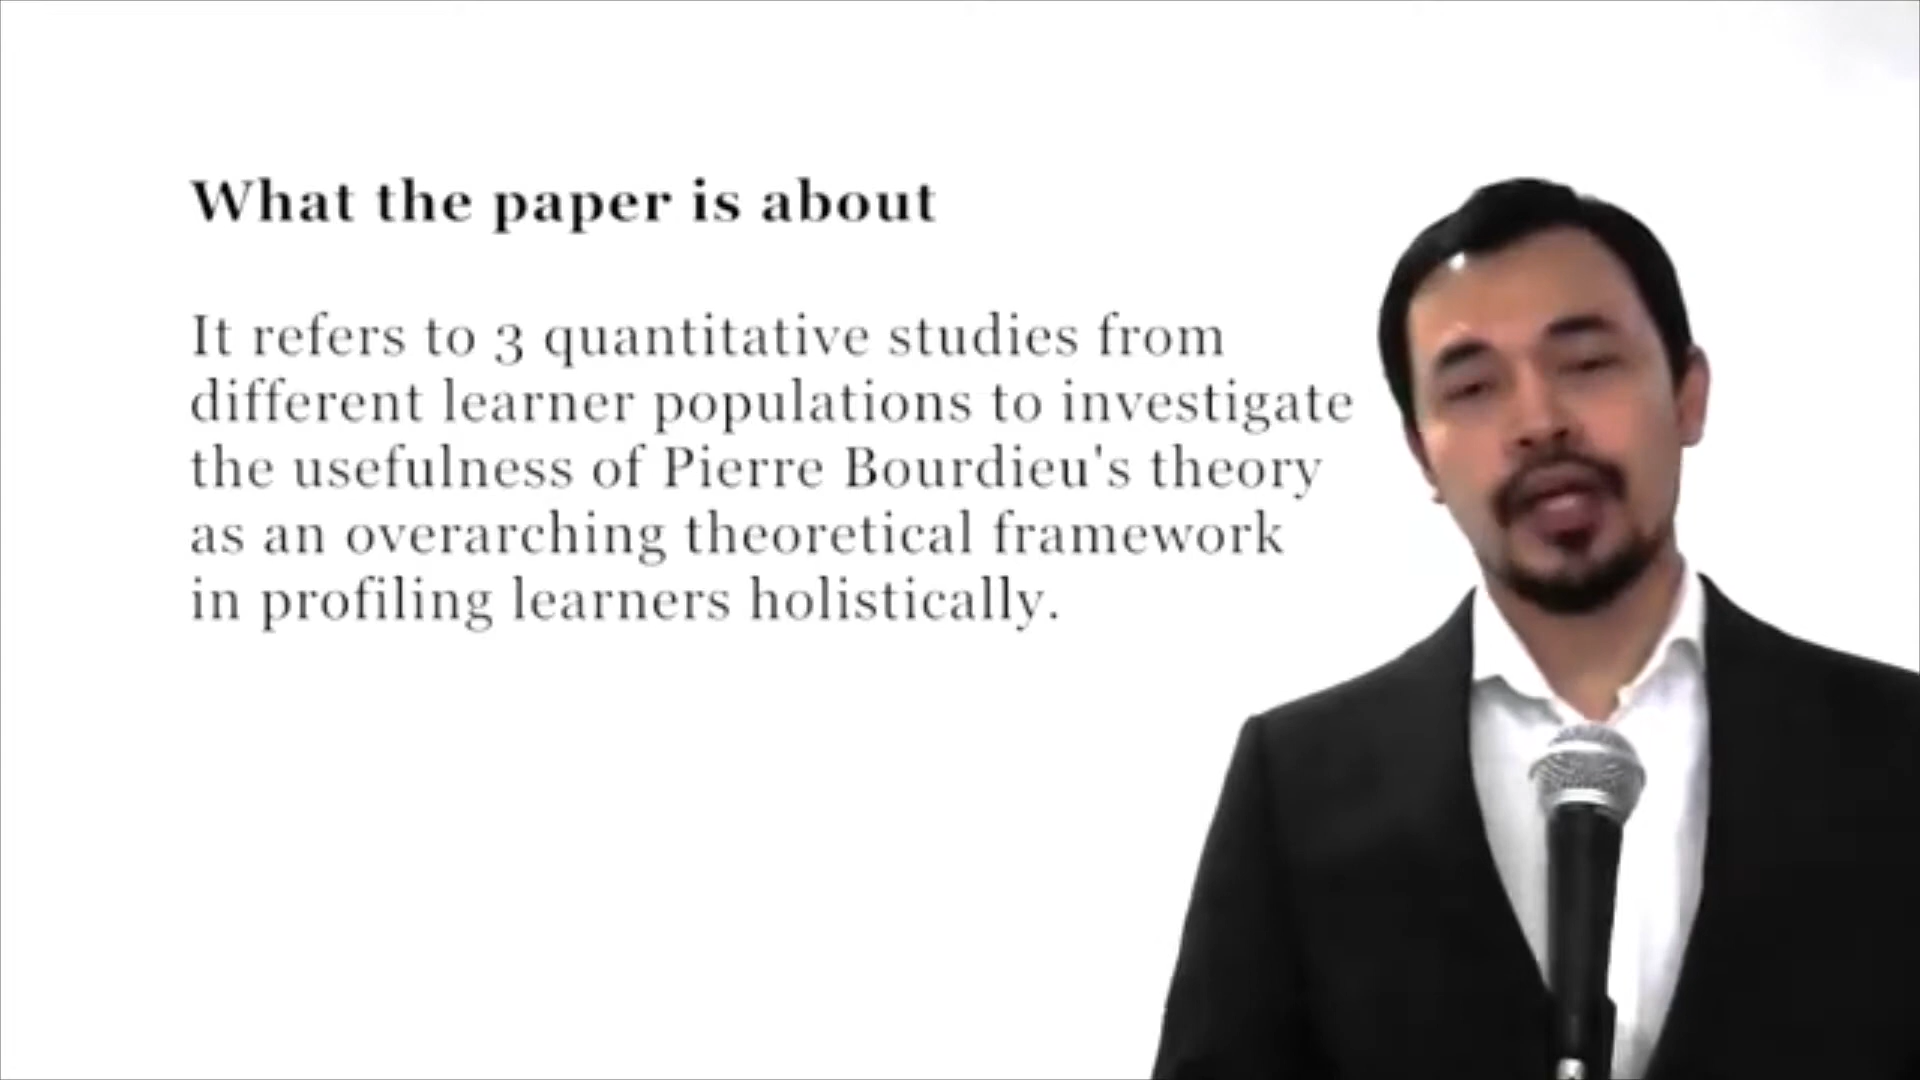 What the paper is about
It refers to 3 quantitative studies from
different learner populations to investigate
the usefulness of Pierre Bourdieu's theory
as an overarching theoretical framework
in profiling learners holistically.